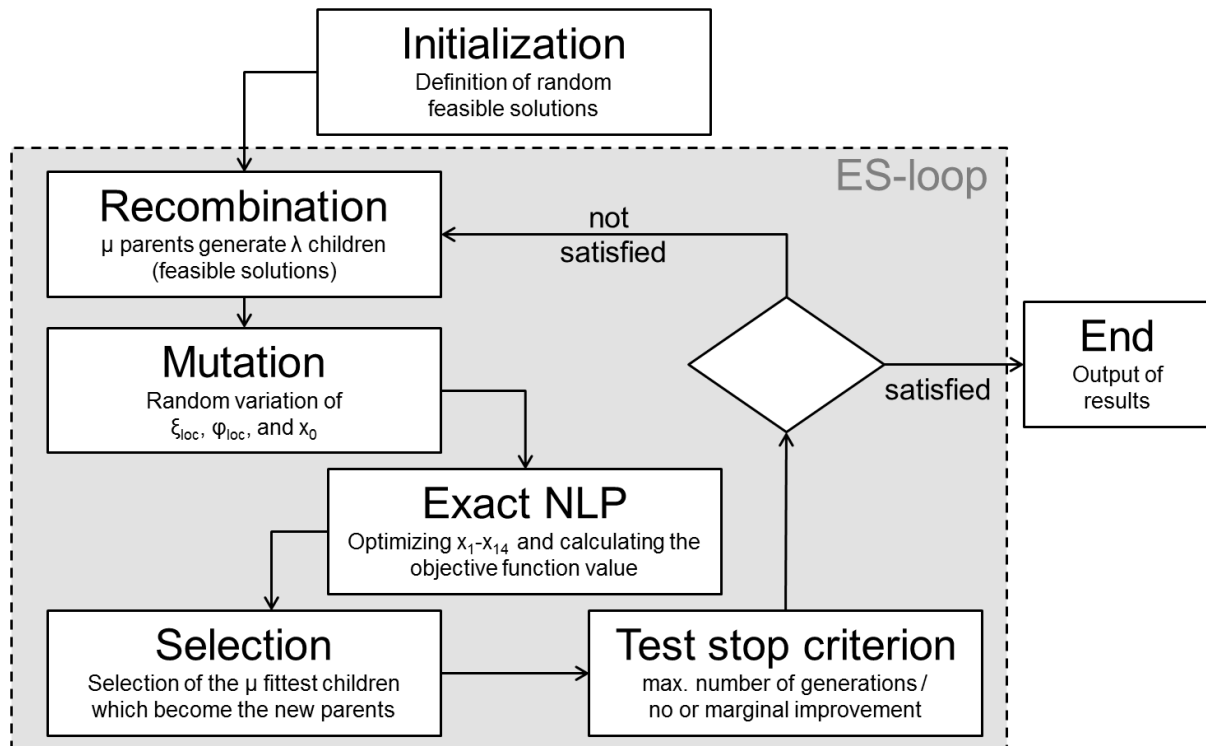 Initialization
Definition of random
feasible solutions
ES-loop
Recombination
μ parents generate λ children
(feasible solutions)
not
satisfied
Mutation
Random variation of
ξloc, φloc, and x0
satisfied
End
Output of
results
Exact NLP
Optimizing x1-x14 and calculating the
objective function value
Selection
Selection of the μ fittest children
which become the new parents
Test stop criterion
max. number of generations /
no or marginal improvement